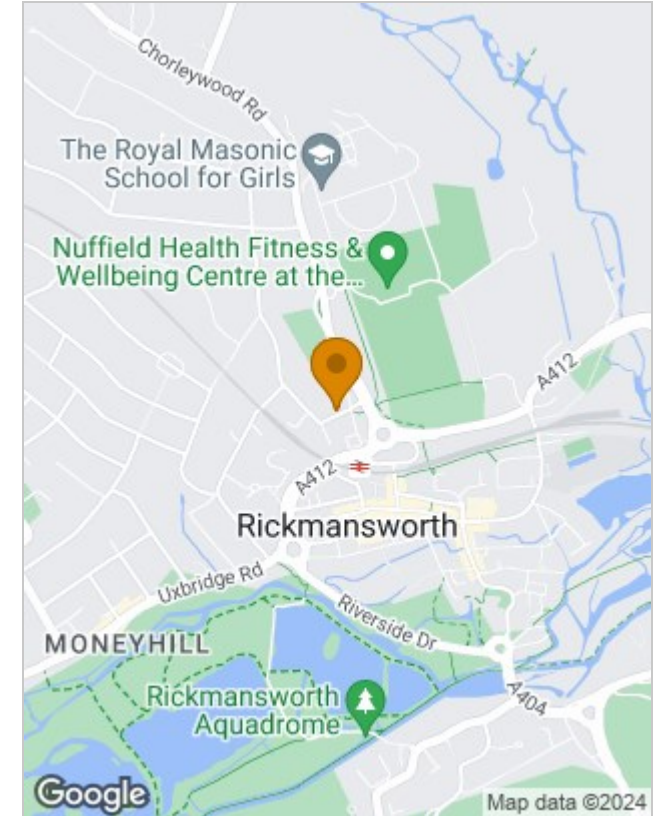 Chorleywood Rd
The Royal Masonic
School for Girls
Nuffield Health Fitness &
Wellbeing Centre at the...
A412
A412
Rickmansworth
Uxbridge Rd
Riverside Dr
MONEYHILL
Rickmansworth
Aquadrome
A404
Google
Map data ©2024